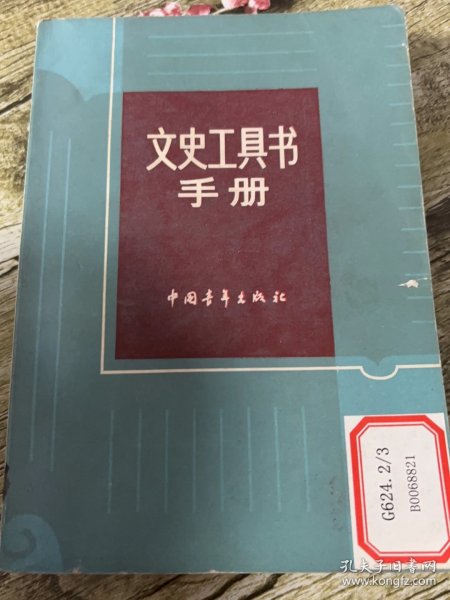 文史工具书
手册
中国青年出版社
G624.2/3
B0068821
孔夫子旧书网
www.kongfz.com